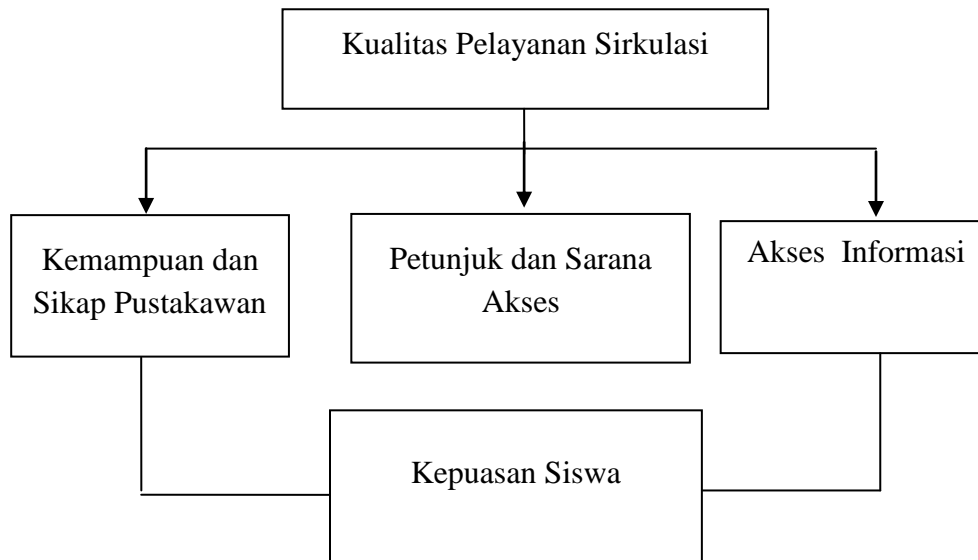 Kualitas Pelayanan Sirkulasi
Kemampuan dan
Sikap Pustakawan
Petunjuk dan Sarana
Akses
Akses Informasi
Kepuasan Siswa